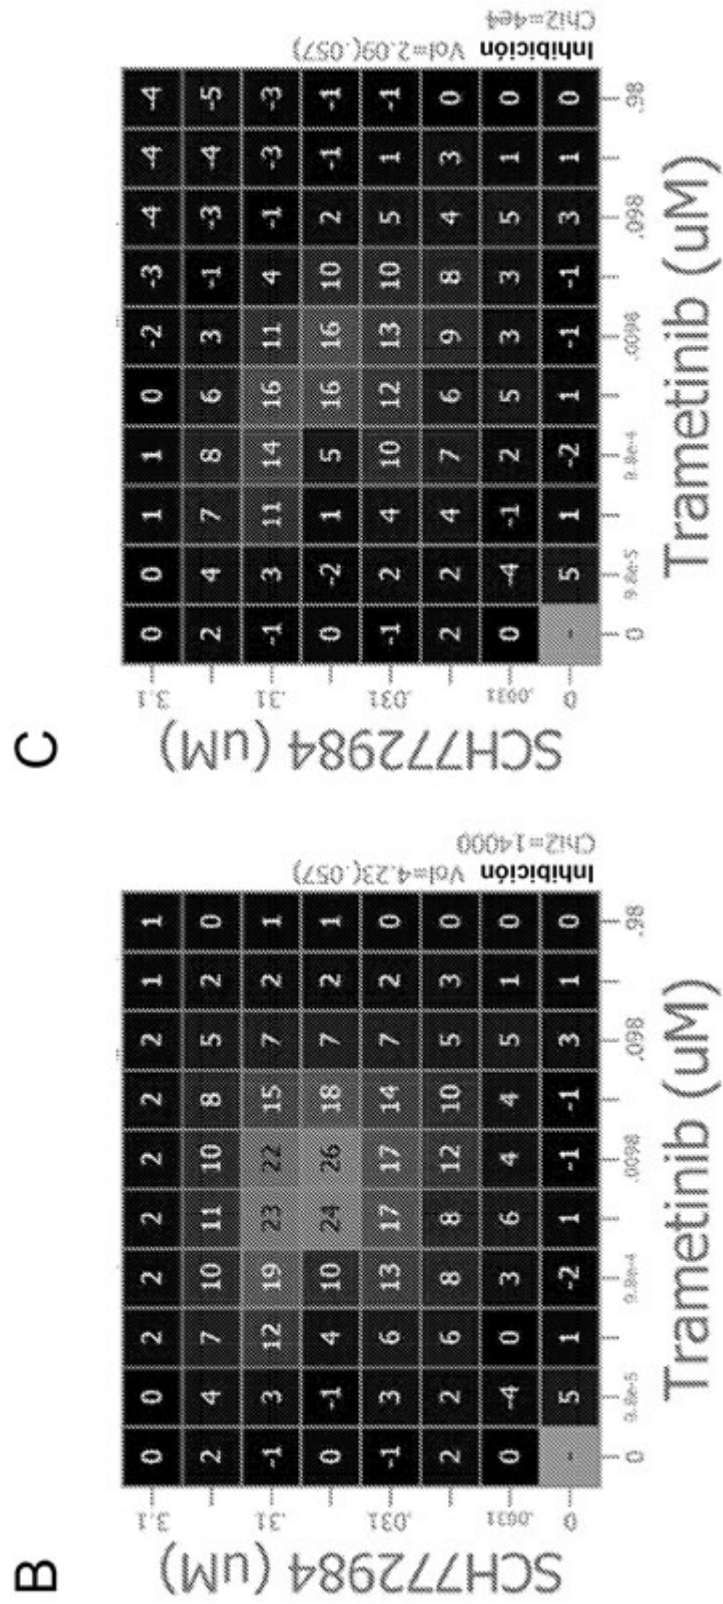 B
SCH772984 (uM)
3.1 0 0 2 2 2 2 2 2 1 1
2 4 7 10 11 10 8 5 2 0
.31 -1 3 12 19 23 22 15 7 2 1
0 -1 4 10 24 26 18 7 2 1
.031 -1 3 6 13 17 17 14 7 2 0
2 2 6 8 8 12 10 5 3 0
.0031 0 -4 0 3 6 4 4 5 1 0
0 - 5 1 -2 1 -1 -1 3 1 0
0 9.8e-5 9.8e-4 .0098 .098 .98
Trametinib (uM)
Inhibición Vol=4.23(.057)
Chi2=14000
C
SCH772984 (uM)
3.1 0 0 1 1 0 -2 -3 -4 -4 -4
2 4 7 8 6 3 -1 -3 -4 -5
.31 -1 3 11 14 16 11 4 -1 -3 -3
0 -2 1 5 16 16 10 2 -1 -1
.031 -1 2 4 10 12 13 10 5 1 -1
2 2 4 7 6 9 8 4 3 0
.0031 0 -4 -1 2 5 3 3 5 1 0
0 - 5 1 -2 1 -1 -1 3 1 0
0 9.8e-5 9.8e-4 .0098 .098 .98
Trametinib (uM)
Inhibición Vol=2.09(.057)
Chi2=4e4